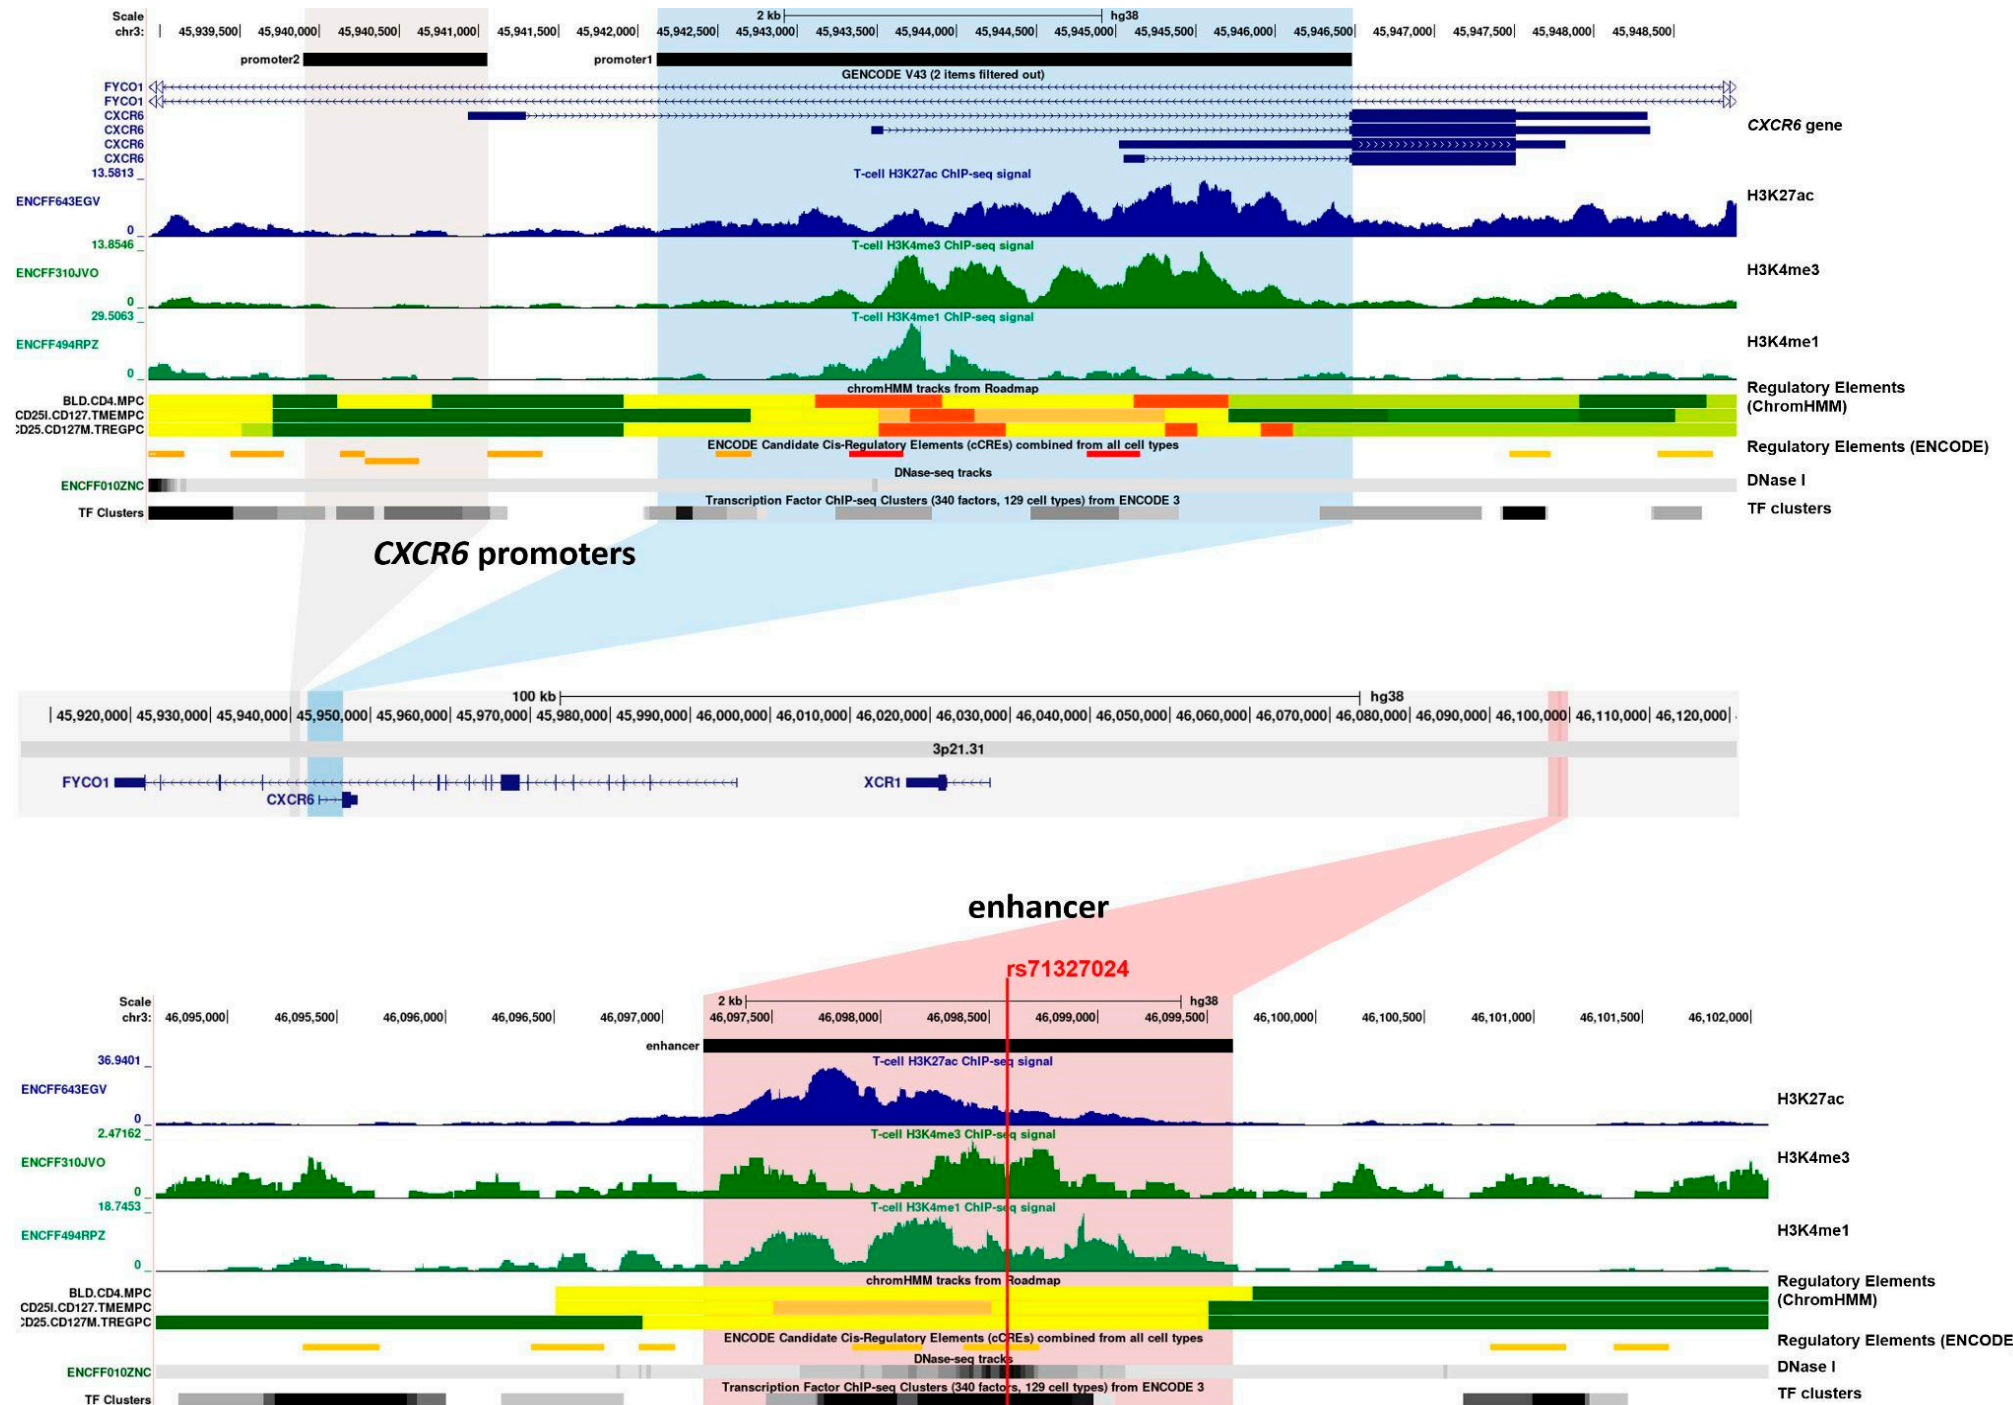 Scale 2 kb hg38
chr3: 45,939,500| 45,940,000| 45,940,500| 45,941,000| 45,941,500| 45,942,000| 45,942,500| 45,943,000| 45,943,500| 45,944,000| 45,944,500| 45,945,000| 45,945,500| 45,946,000| 45,946,500| 45,947,000| 45,947,500| 45,948,000| 45,948,500|
promoter2 promoter1
GENCODE V43 (2 items filtered out)
FYCO1
FYCO1
CXCR6
CXCR6 CXCR6 gene
CXCR6
CXCR6
13.5813 _ T-cell H3K27ac ChIP-seq signal
ENCFF643EGV H3K27ac
0 _
13.8546 _ T-cell H3K4me3 ChIP-seq signal
ENCFF310JVO H3K4me3
0 _
29.5063 _ T-cell H3K4me1 ChIP-seq signal
ENCFF494RPZ H3K4me1
0 _
chromHMM tracks from Roadmap Regulatory Elements
BLD.CD4.MPC (ChromHMM)
CD25I.CD127.TMEMPC
CD25.CD127M.TREGPC
ENCODE Candidate Cis-Regulatory Elements (cCREs) combined from all cell types Regulatory Elements (ENCODE)
DNase-seq tracks
ENCFF010ZNC DNase I
Transcription Factor ChIP-seq Clusters (340 factors, 129 cell types) from ENCODE 3
TF Clusters TF clusters
CXCR6 promoters
100 kb hg38
| 45,920,000| 45,930,000| 45,940,000| 45,950,000| 45,960,000| 45,970,000| 45,980,000| 45,990,000| 46,000,000| 46,010,000| 46,020,000| 46,030,000| 46,040,000| 46,050,000| 46,060,000| 46,070,000| 46,080,000| 46,090,000| 46,100,000| 46,110,000| 46,120,000|
3p21.31
FYCO1 XCR1
CXCR6
enhancer
rs71327024
Scale 2 kb hg38
chr3: 46,095,000| 46,095,500| 46,096,000| 46,096,500| 46,097,000| 46,097,500| 46,098,000| 46,098,500| 46,099,000| 46,099,500| 46,100,000| 46,100,500| 46,101,000| 46,101,500| 46,102,000|
enhancer
36.9401 _ T-cell H3K27ac ChIP-seq signal
ENCFF643EGV H3K27ac
0 _
2.47162 _ T-cell H3K4me3 ChIP-seq signal
ENCFF310JVO H3K4me3
0 _
18.7453 _ T-cell H3K4me1 ChIP-seq signal
ENCFF494RPZ H3K4me1
0 _
chromHMM tracks from Roadmap Regulatory Elements
BLD.CD4.MPC (ChromHMM)
CD25I.CD127.TMEMPC
CD25.CD127M.TREGPC
ENCODE Candidate Cis-Regulatory Elements (cCREs) combined from all cell types Regulatory Elements (ENCODE
DNase-seq tracks
ENCFF010ZNC DNase I
Transcription Factor ChIP-seq Clusters (340 factors, 129 cell types) from ENCODE 3
TF Clusters TF clusters